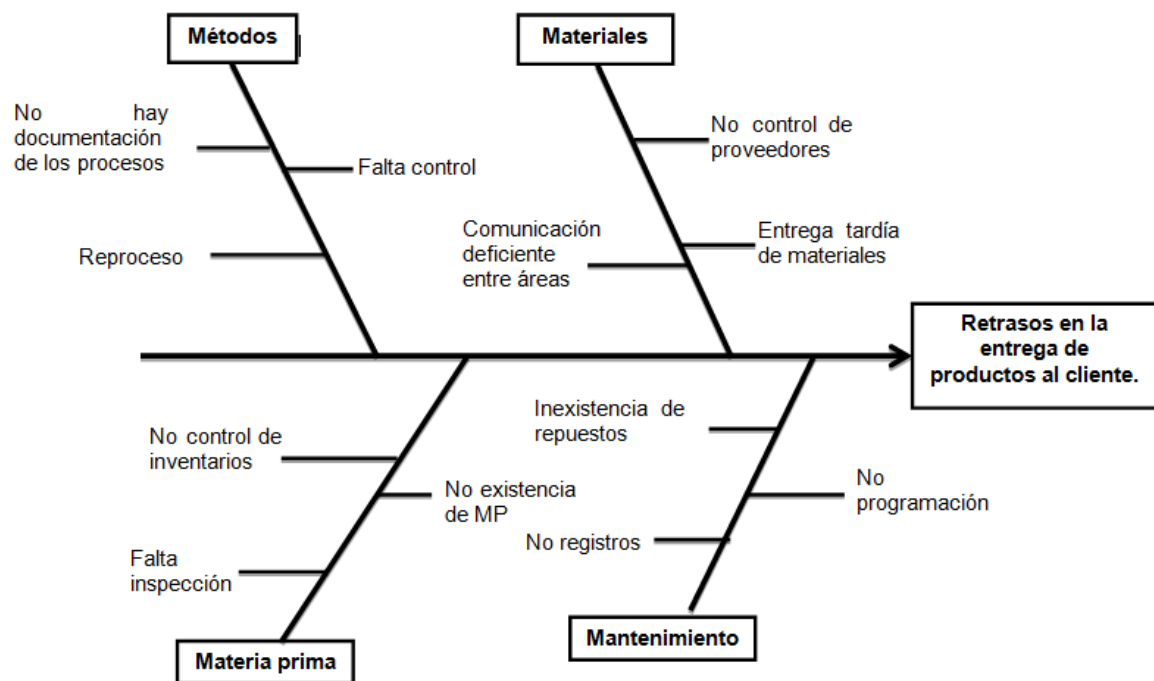 Métodos
Materiales
No hay
documentación
de los procesos
Falta control
Reproceso
No control de
proveedores
Comunicación
deficiente
entre áreas
Entrega tardía
de materiales
Retrasos en la
entrega de
productos al cliente.
No control de
inventarios
No existencia
de MP
Falta
inspección
Inexistencia de
repuestos
No
programación
No registros
Materia prima
Mantenimiento